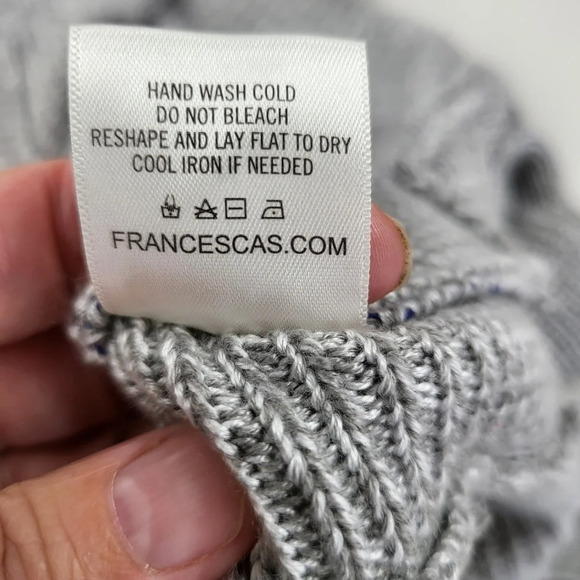 HAND WASH COLD
DO NOT BLEACH
RESHAPE AND LAY FLAT TO DRY
COOL IRON IF NEEDED
FRANCESCAS.COM